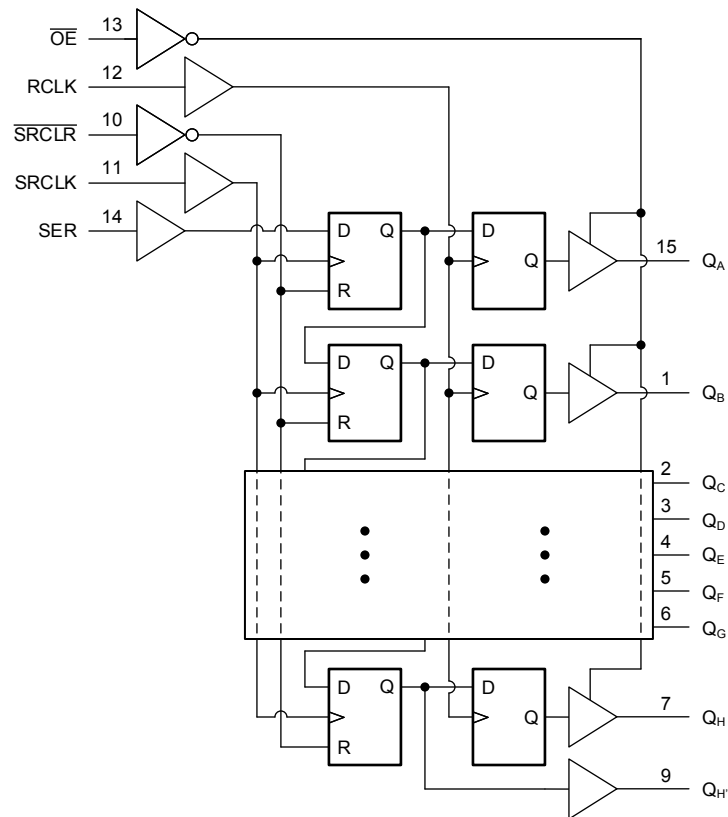 13
OE
12
RCLK
10
SRCLR
11
SRCLK
14
SER
D Q D
15
Q
QA
R
D Q D
1
Q
QB
R
2
QC
3
QD
4
QE
5
QF
6
QG
D Q D
7
Q
QH
R
9
QH'